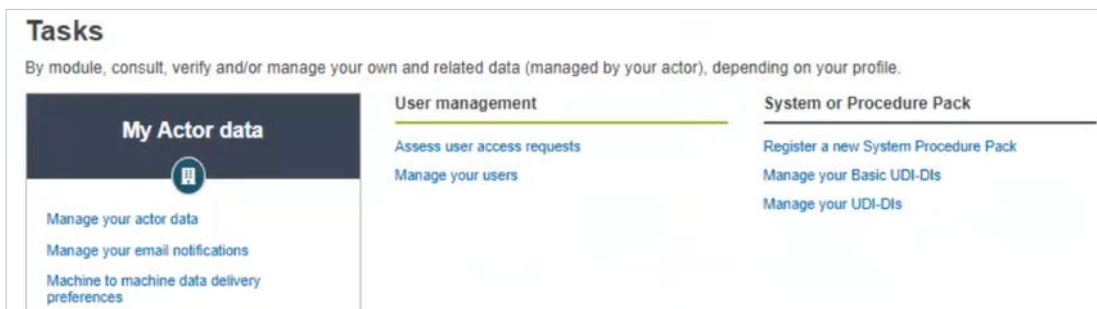 Tasks
By module, consult, verify and/or manage your own and related data (managed by your actor), depending on your profile.
My Actor data
Manage your actor data
Manage your email notifications
Machine to machine data delivery
preferences
User management
Assess user access requests
Manage your users
System or Procedure Pack
Register a new System Procedure Pack
Manage your Basic UDI-DIs
Manage your UDI-DIs